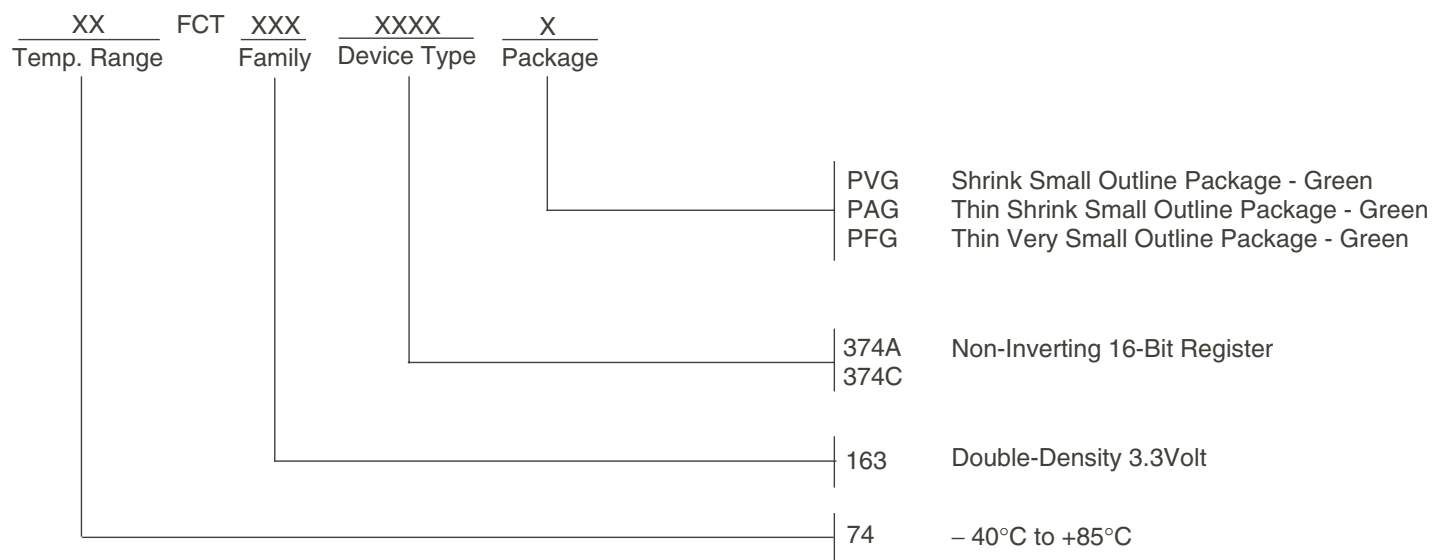 XX FCT XXX XXXX X
Temp. Range Family Device Type Package
PVG Shrink Small Outline Package - Green
PAG Thin Shrink Small Outline Package - Green
PFG Thin Very Small Outline Package - Green
374A Non-Inverting 16-Bit Register
374C
163 Double-Density 3.3Volt
74 – 40°C to +85°C